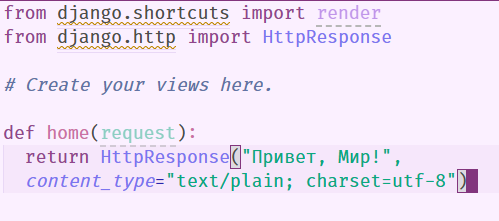 from django.shortcuts import render
from django.http import HttpResponse
# Create your views here.
def home(request):
return HttpResponse("Привет, Мир!",
content_type="text/plain; charset=utf-8")